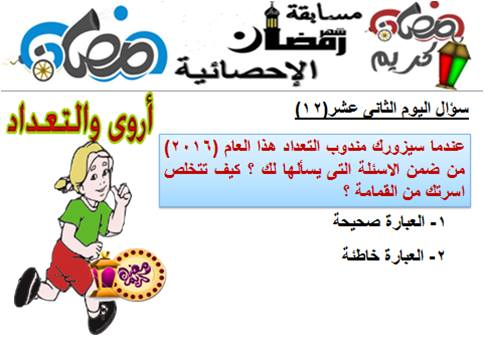 مسابقة
شهر رمضان
الإحصائية
رمضان
رمضان
كريم
أروى والتعداد
سؤال اليوم الثانى عشر(١٢)
عندما سيزورك مندوب التعداد هذا العام (٢٠١٦)
من ضمن الاسئلة التى يسألها لك ؟ كيف تتخلص
اسرتك من القمامة ؟
١- العبارة صحيحة
٢- العبارة خاطئة